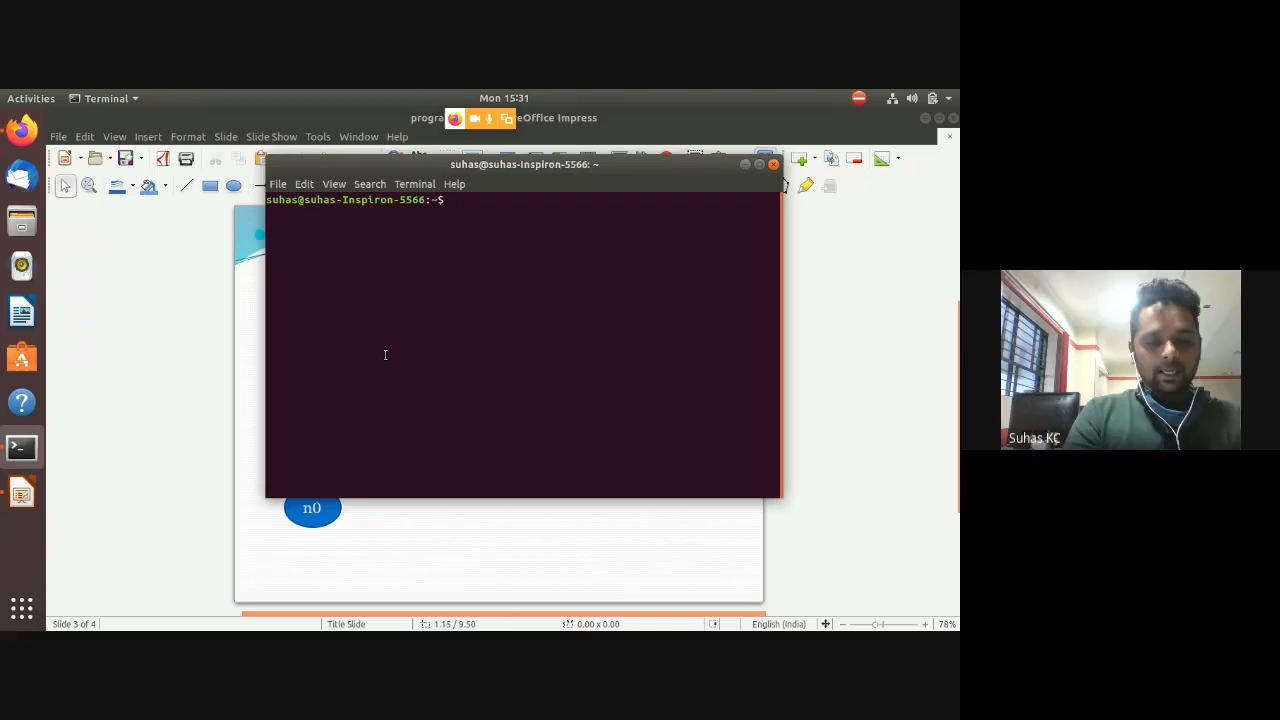 Activities Terminal Mon 15:31
progra eOffice Impress
File Edit View Insert Format Slide Slide Show Tools Window Help
suhas@suhas-Inspiron-5566: ~
File Edit View Search Terminal Help
suhas@suhas-Inspiron-5566:~$
Suhas KC
n0
Slide 3 of 4 Title Slide 1.15 / 9.50 0.00 x 0.00 English (India) 78%